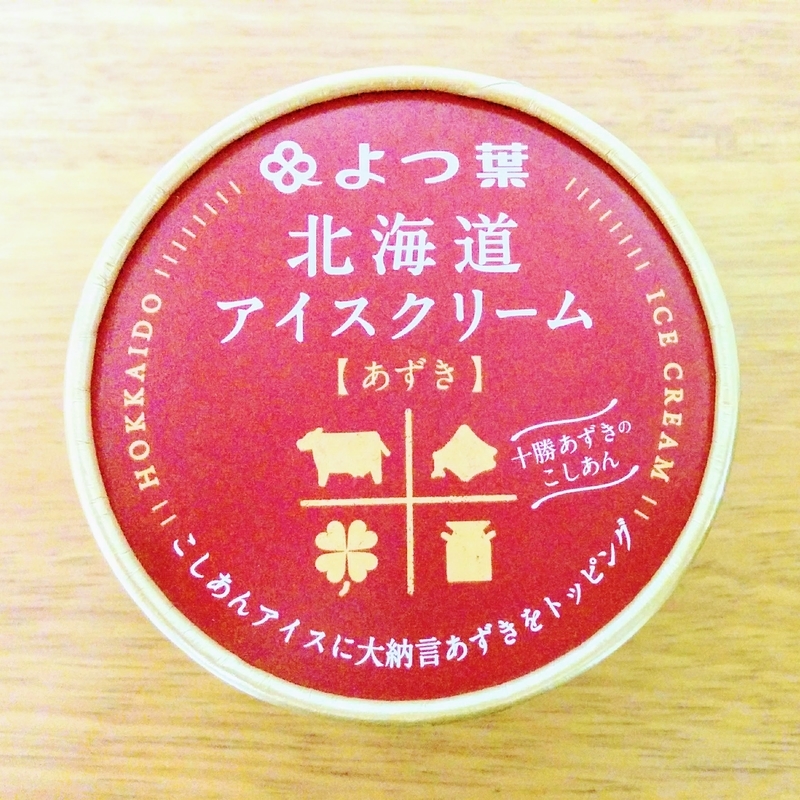 よつ葉
北海道
アイスクリーム
【あずき】
十勝あずきの
こしあん
HOKKAIDO
ICE CREAM
こしあんアイスに大納言あずきをトッピング